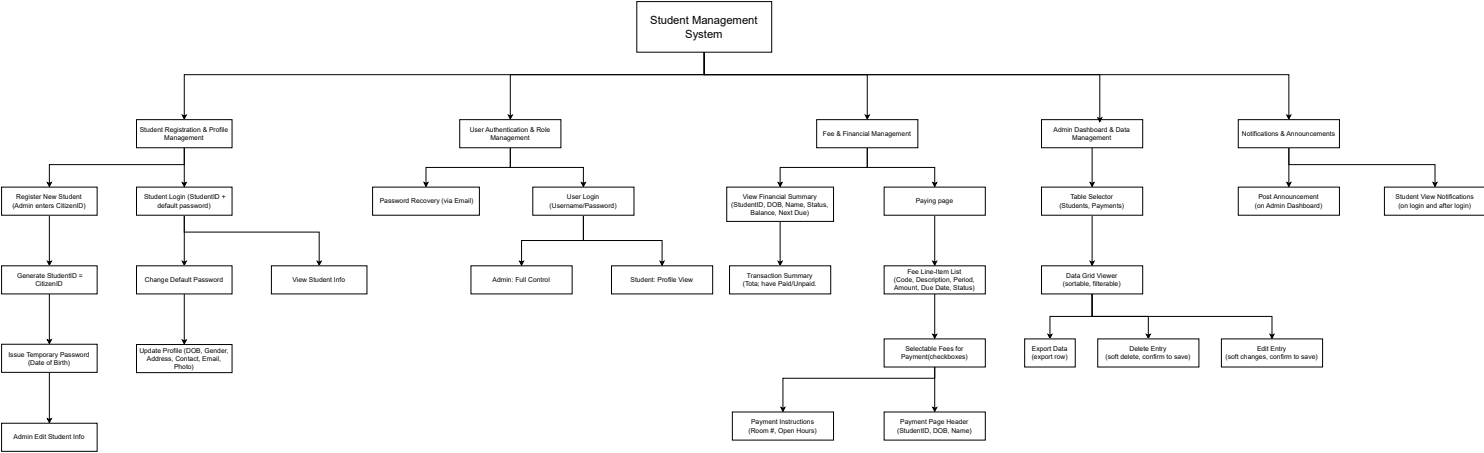 Student Management
System
Student Registration & Profile
Management
User Authentication & Role
Management
Fee & Financial Management
Admin Dashboard & Data
Management
Notifications & Announcements
Register New Student
(Admin enters CitizenID)
Student Login (StudentID +
default password)
Password Recovery (via Email)
User Login
(Username/Password)
View Financial Summary
(StudentID, DOB, Name, Status,
Balance, Next Due)
Paying page
Table Selector
(Students, Payments)
Post Announcement
(on Admin Dashboard)
Student View Notifications
(on login and after login)
Generate StudentID =
CitizenID
Change Default Password
View Student Info
Admin: Full Control
Student: Profile View
Transaction Summary
(Tota; have Paid/Unpaid.
Fee Line-Item List
(Code, Description, Period,
Amount, Due Date, Status)
Data Grid Viewer
(sortable, filterable)
Issue Temporary Password
(Date of Birth)
Update Profile (DOB, Gender,
Address, Contact, Email,
Photo)
Selectable Fees for
Payment(checkboxes)
Export Data
(export row)
Delete Entry
(soft delete, confirm to save)
Edit Entry
(soft changes, confirm to save)
Admin Edit Student Info
Payment Instructions
(Room #, Open Hours)
Payment Page Header
(StudentID, DOB, Name)